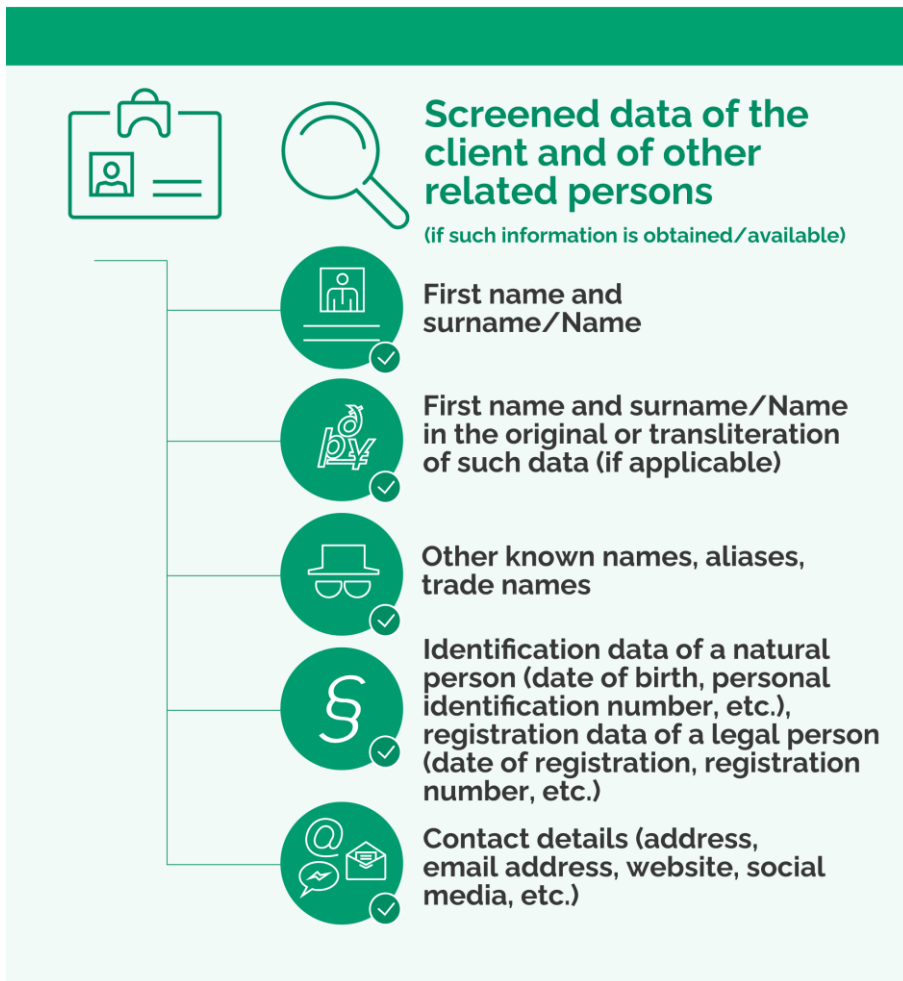 Screened data of the
client and of other
related persons
(if such information is obtained/available)
First name and
surname/Name
First name and surname/Name
in the original or transliteration
of such data (if applicable)
Other known names, aliases,
trade names
Identification data of a natural
person (date of birth, personal
identification number, etc.),
registration data of a legal person
(date of registration, registration
number, etc.)
Contact details (address,
email address, website, social
media, etc.)